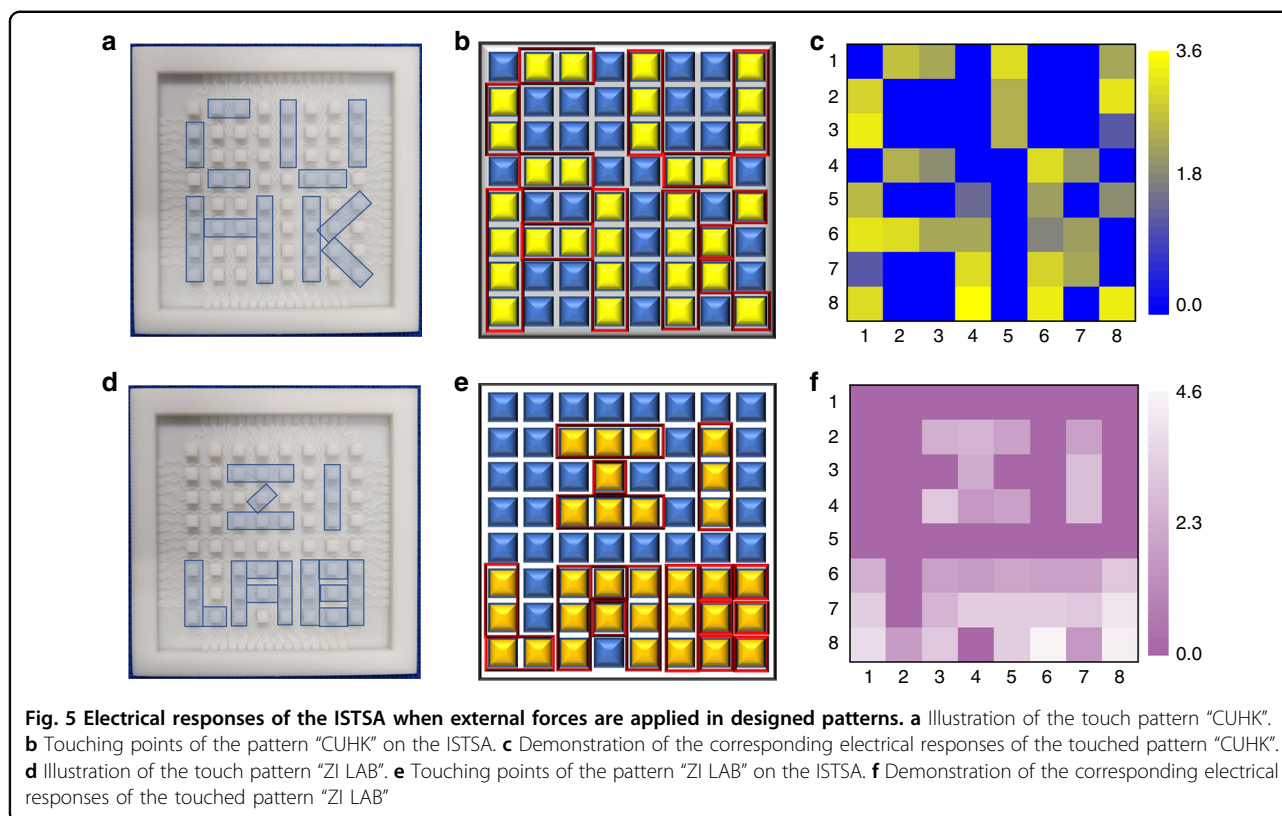 a
b
c
1
2
3
4
5
6
7
8
1 2 3 4 5 6 7 8
3.6
1.8
0.0
d
e
f
1
2
3
4
5
6
7
8
1 2 3 4 5 6 7 8
4.6
2.3
0.0
Fig. 5 Electrical responses of the ISTSA when external forces are applied in designed patterns. a Illustration of the touch pattern “CUHK”.
b Touching points of the pattern “CUHK” on the ISTSA. c Demonstration of the corresponding electrical responses of the touched pattern “CUHK”.
d Illustration of the touch pattern “ZI LAB”. e Touching points of the pattern “ZI LAB” on the ISTSA. f Demonstration of the corresponding electrical
responses of the touched pattern “ZI LAB”